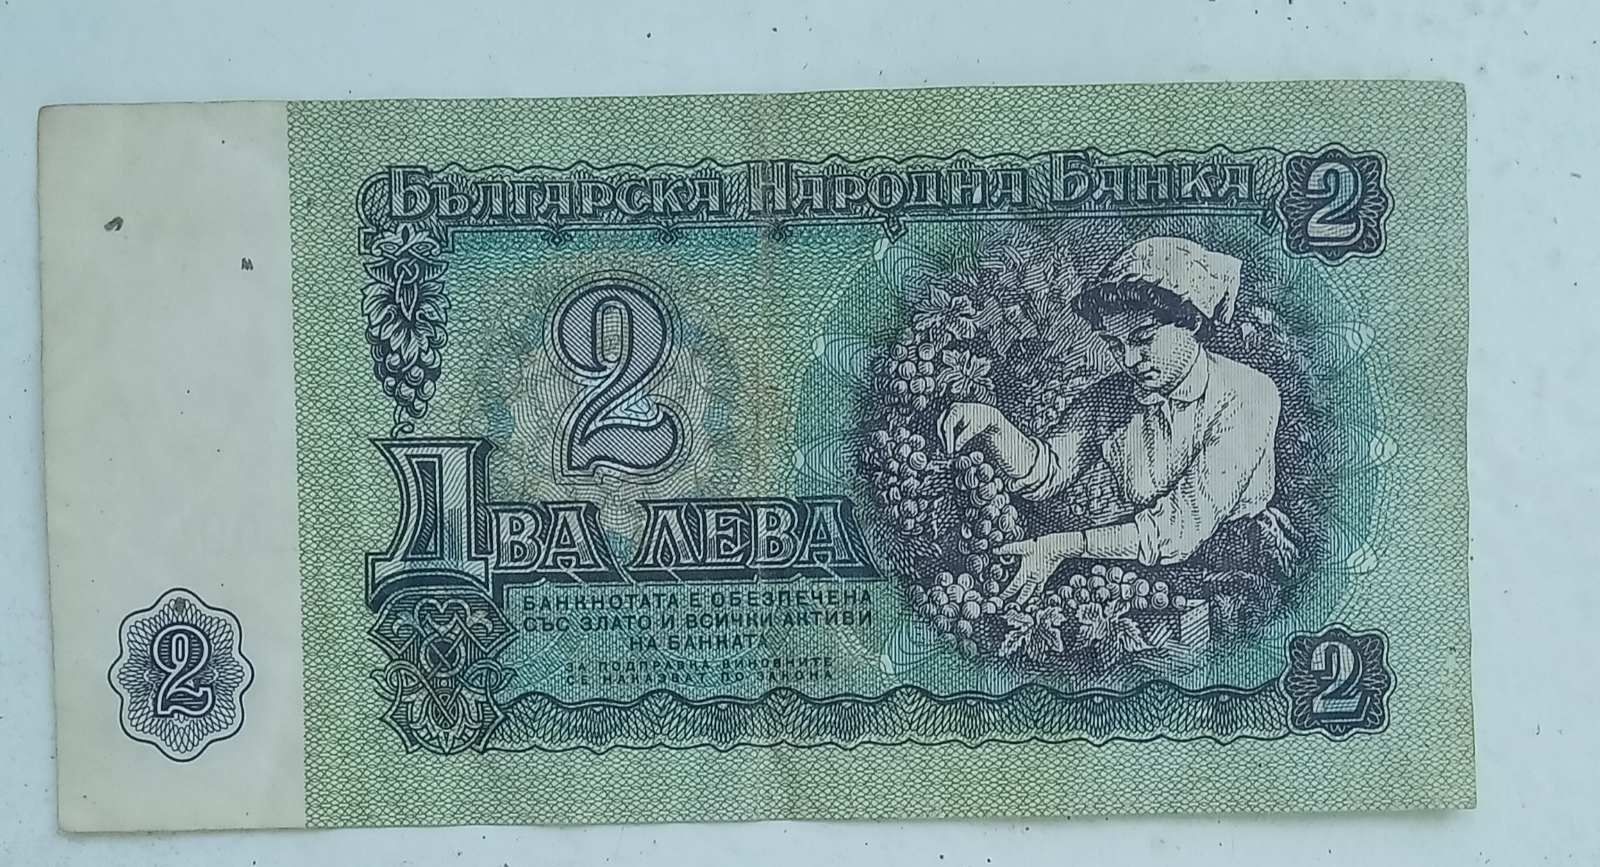 Българска Народна Банка
2
2
Два лева
БАНКНОТАТА Е ОБЕЗПЕЧЕНА
СЪС ЗЛАТО И ВСИЧКИ АКТИВИ
НА БАНКАТА
ЗА ПОДПРАВКА ВИНОВНИТЕ
СЕ НАКАЗВАТ ПО ЗАКОНА
2
2